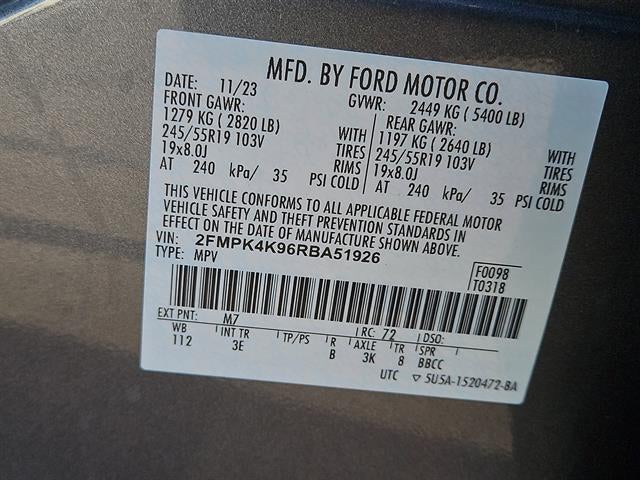 MFD. BY FORD MOTOR CO.
DATE: 11/23 GVWR: 2449 KG ( 5400 LB)
FRONT GAWR: REAR GAWR:
1279 KG ( 2820 LB) WITH 1197 KG ( 2640 LB) WITH
245/55R19 103V TIRES 245/55R19 103V TIRES
19x8.0J RIMS 19x8.0J RIMS
AT 240 kPa/ 35 PSI COLD AT 240 kPa/ 35 PSI COLD
THIS VEHICLE CONFORMS TO ALL APPLICABLE FEDERAL MOTOR
VEHICLE SAFETY AND THEFT PREVENTION STANDARDS IN
EFFECT ON THE DATE OF MANUFACTURE SHOWN ABOVE.
VIN: 2FMPK4K96RBA51926
TYPE: MPV
F0098
T0318
EXT PNT: M7 RC: 72 DSO:
WB INT TR TP/PS R AXLE TR SPR
112 3E B 3K 8 BBCC
UTC ▽ 5U5A-1520472-BA